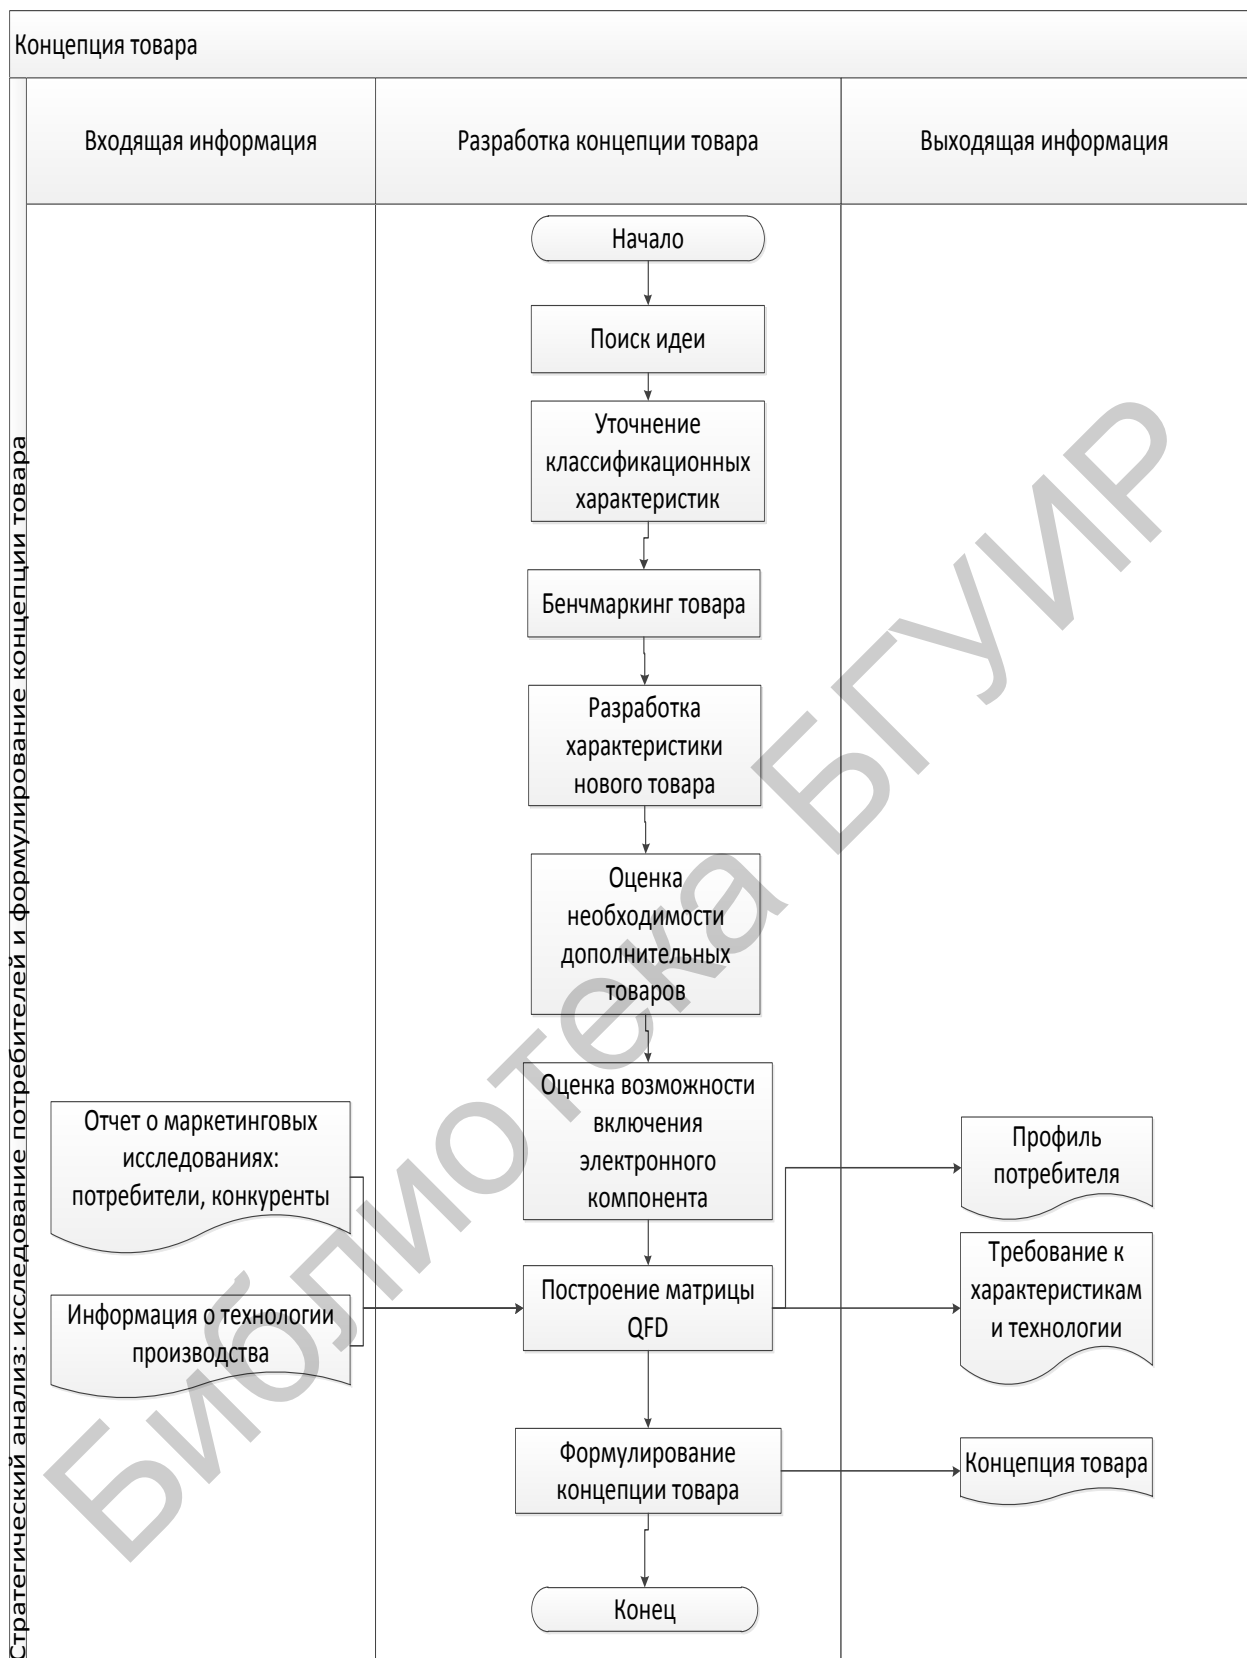 Концепция товара
Входящая информация
Разработка концепции товара
Выходящая информация
Стратегический анализ: исследование потребителей и формулирование концепции товара
Начало
Поиск идеи
Уточнение
классификационных
характеристик
Бенчмаркинг товара
Разработка
характеристики
нового товара
Оценка
необходимости
дополнительных
товаров
Оценка возможности
включения
электронного
компонента
Отчет о маркетинговых
исследованиях:
потребители, конкуренты
Информация о технологии
производства
Построение матрицы
QFD
Профиль
потребителя
Требование к
характеристикам
и технологии
Формулирование
концепции товара
Концепция товара
Конец
Библиотека БГУИР